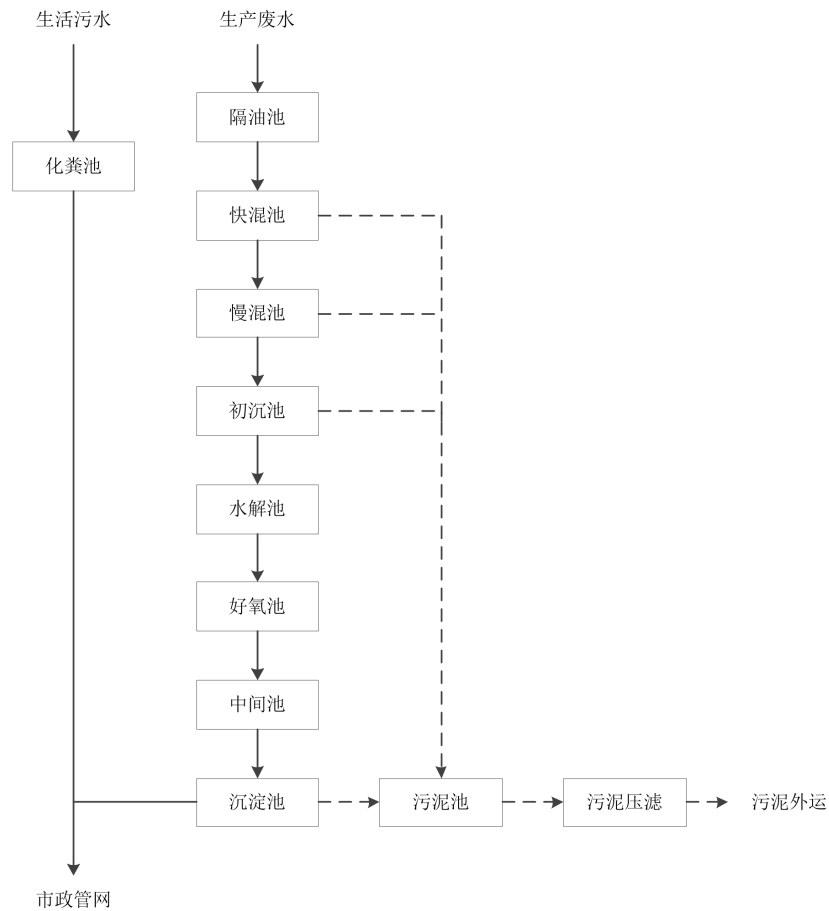 生活污水
生产废水
隔油池
化粪池
快混池
慢混池
初沉池
水解池
好氧池
中间池
沉淀池
污泥池
污泥压滤
污泥外运
市政管网